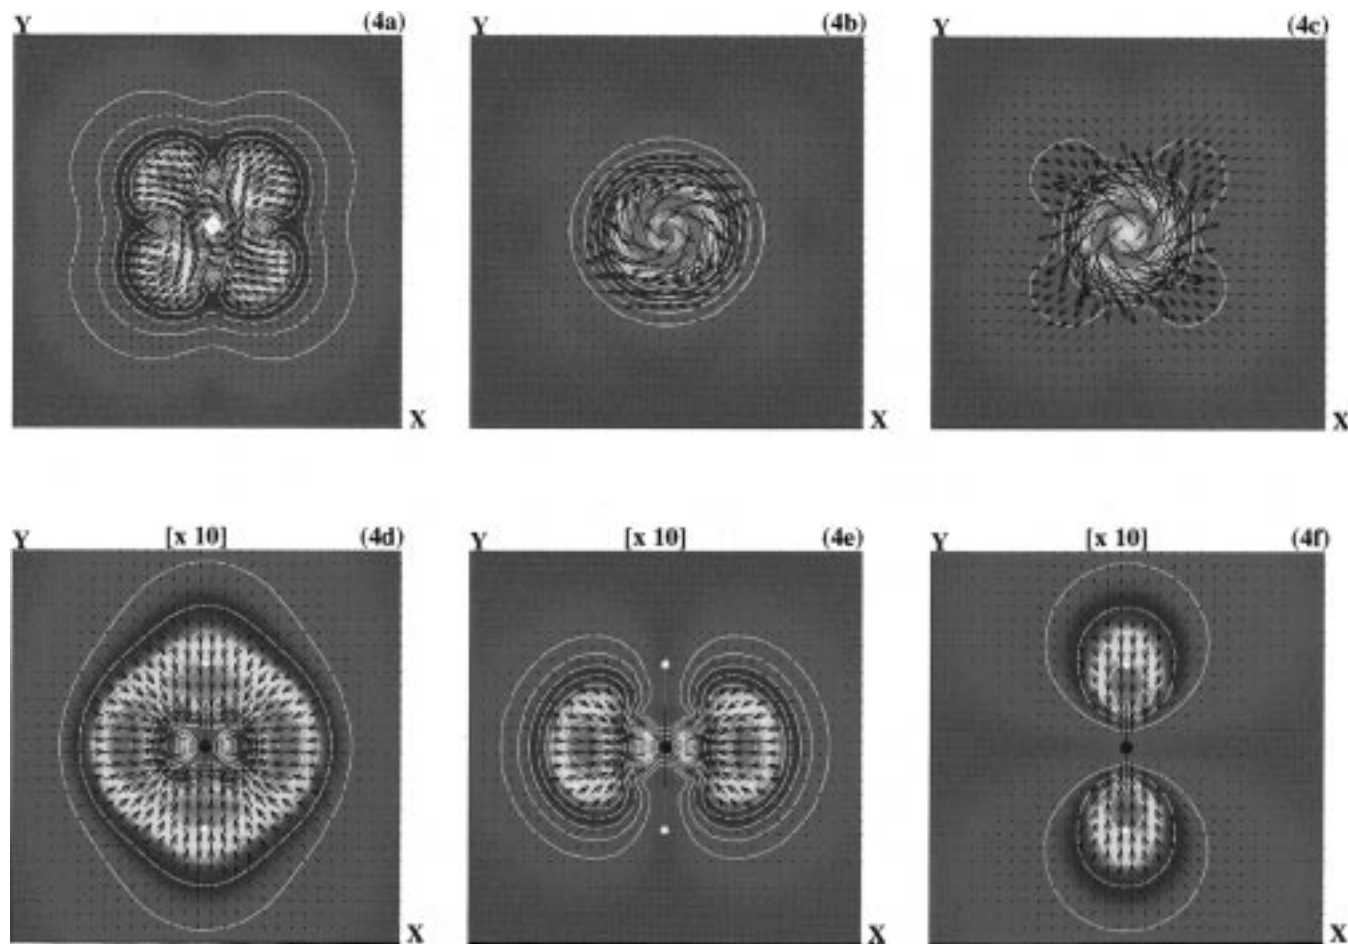 Y (4a)
Y (4b)
Y (4c)
X
X
X
Y [x 10] (4d)
Y [x 10] (4e)
Y [x 10] (4f)
X
X
X